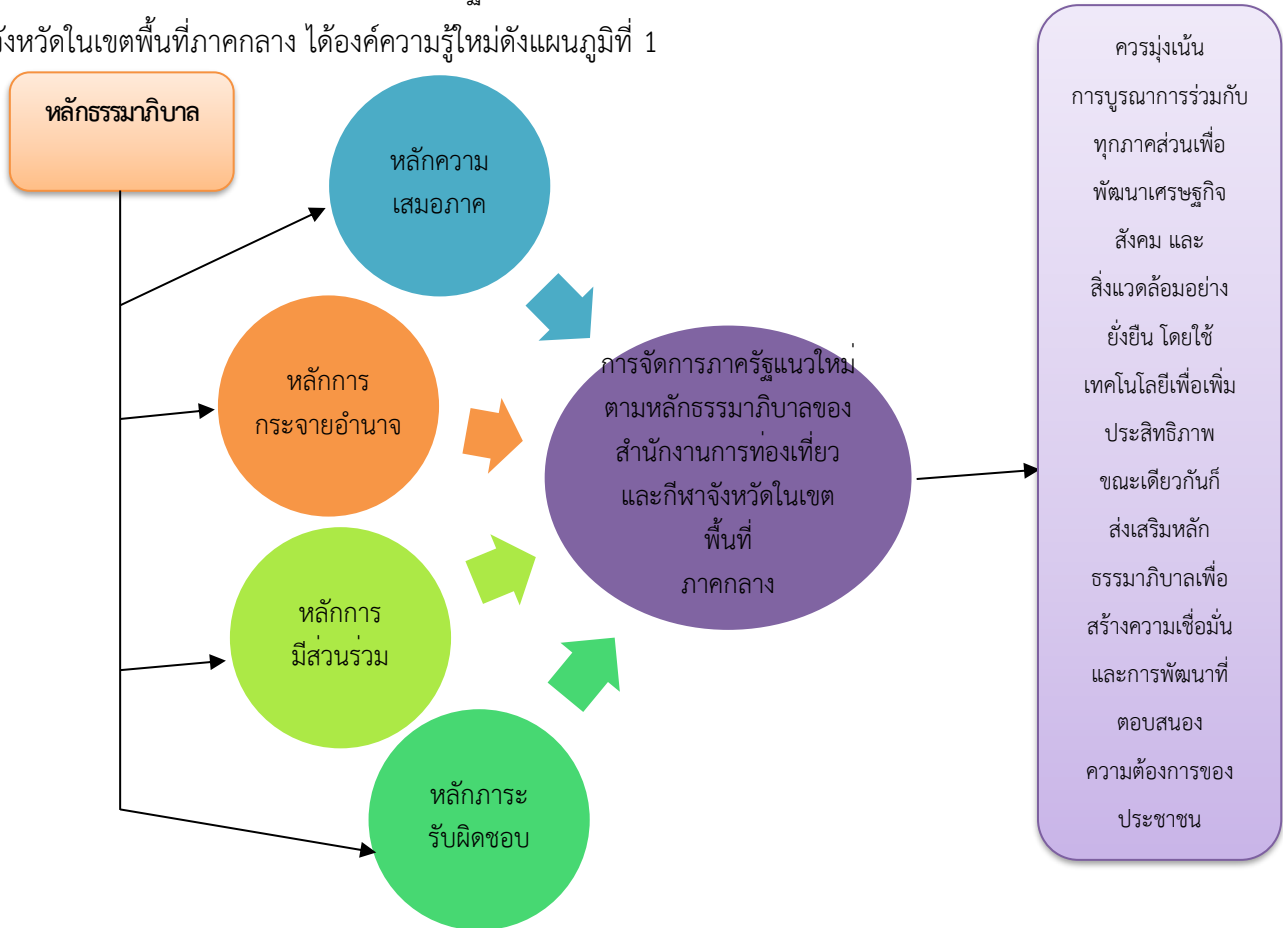 จังหวัดในเขตพื้นที่ภาคกลาง ได้องค์ความรู้ใหม่ดังแผนภูมิที่ 1
หลักธรรมาภิบาล
หลักความ
เสมอภาค
หลักการ
กระจายอำนาจ
หลักการ
มีส่วนร่วม
หลักภาระ
รับผิดชอบ
การจัดการภาครัฐแนวใหม่
ตามหลักธรรมาภิบาลของ
สำนักงานการท่องเที่ยว
และกีฬาจังหวัดในเขต
พื้นที่
ภาคกลาง
ควรมุ่งเน้น
การบูรณาการร่วมกับ
ทุกภาคส่วนเพื่อ
พัฒนาเศรษฐกิจ
สังคม และ
สิ่งแวดล้อมอย่าง
ยั่งยืน โดยใช้
เทคโนโลยีเพื่อเพิ่ม
ประสิทธิภาพ
ขณะเดียวกันก็
ส่งเสริมหลัก
ธรรมาภิบาลเพื่อ
สร้างความเชื่อมั่น
และการพัฒนาที่
ตอบสนอง
ความต้องการของ
ประชาชน